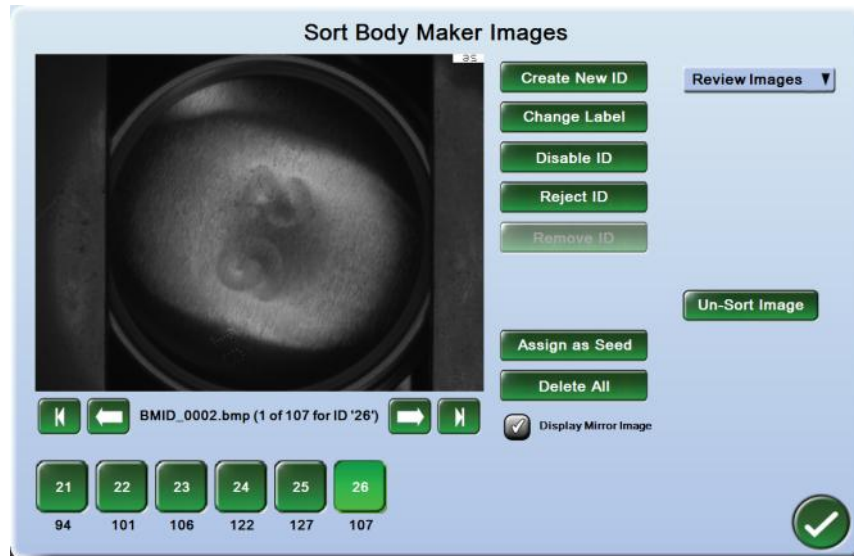 Sort Body Maker Images
Create New ID
Review Images
Change Label
Disable ID
Reject ID
Remove ID
Un-Sort Image
Assign as Seed
Delete All
BMID_0002.bmp (1 of 107 for ID '26')
Display Mirror Image
21 22 23 24 25 26
94 101 106 122 127 107